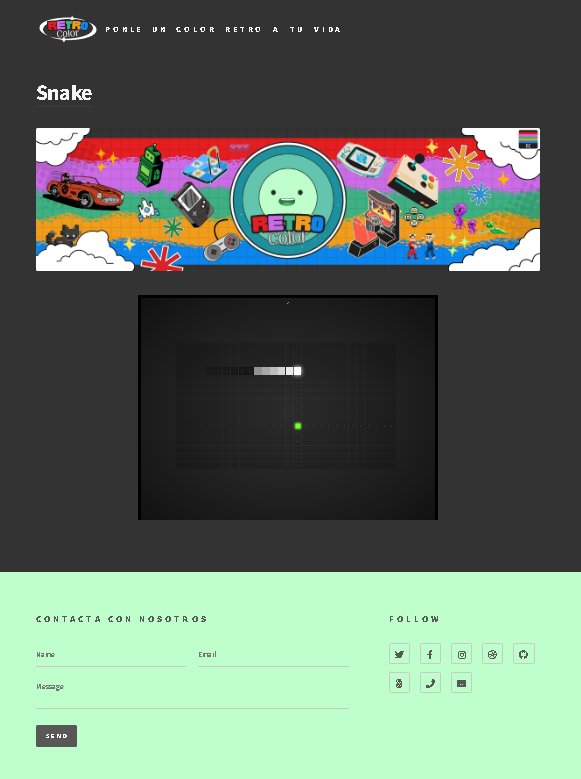 RETRO
Color
PONLE UN COLOR RETRO A TU VIDA
Snake
RETRO
Color
CONTACTA CON NOSOTROS
FOLLOW
Name
Email
Message
SEND